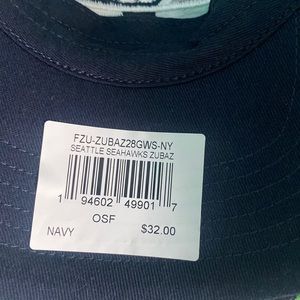 FZU-ZUBAZ28GWS-NY
SEATTLE SEAHAWKS ZUBAZ
1 94602 49901 7
OSF
NAVY $32.00